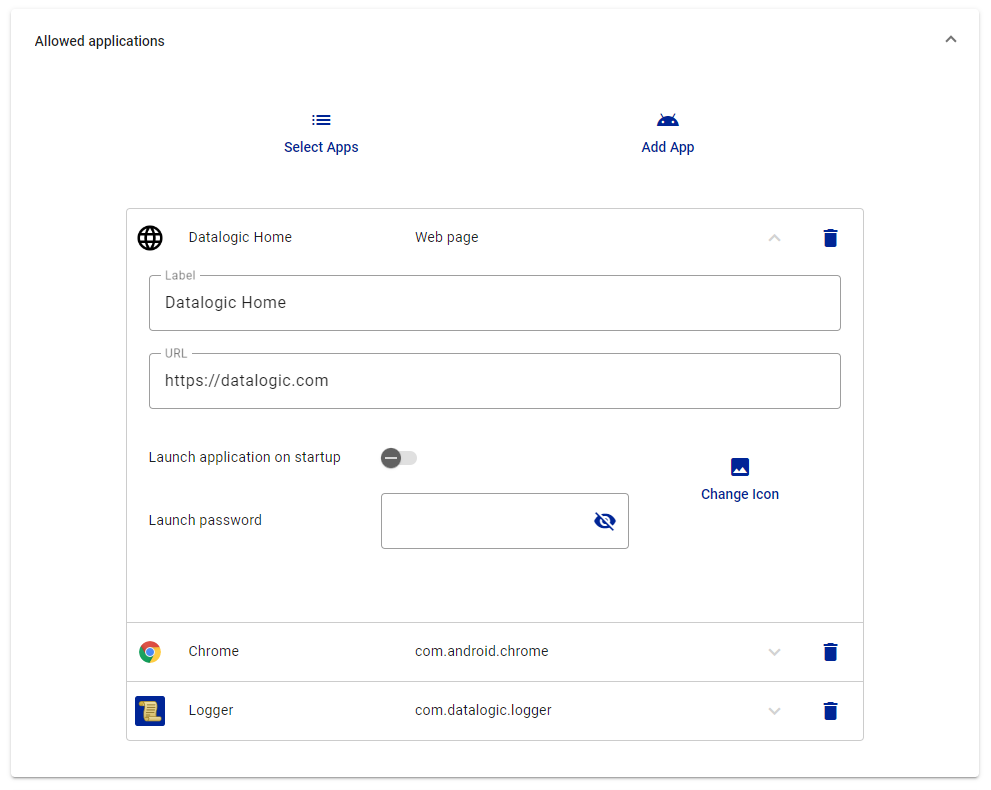 Allowed applications
Select Apps
Add App
Datalogic Home
Web page
Label
Datalogic Home
URL
https://datalogic.com
Launch application on startup
Change Icon
Launch password
Chrome
com.android.chrome
Logger
com.datalogic.logger